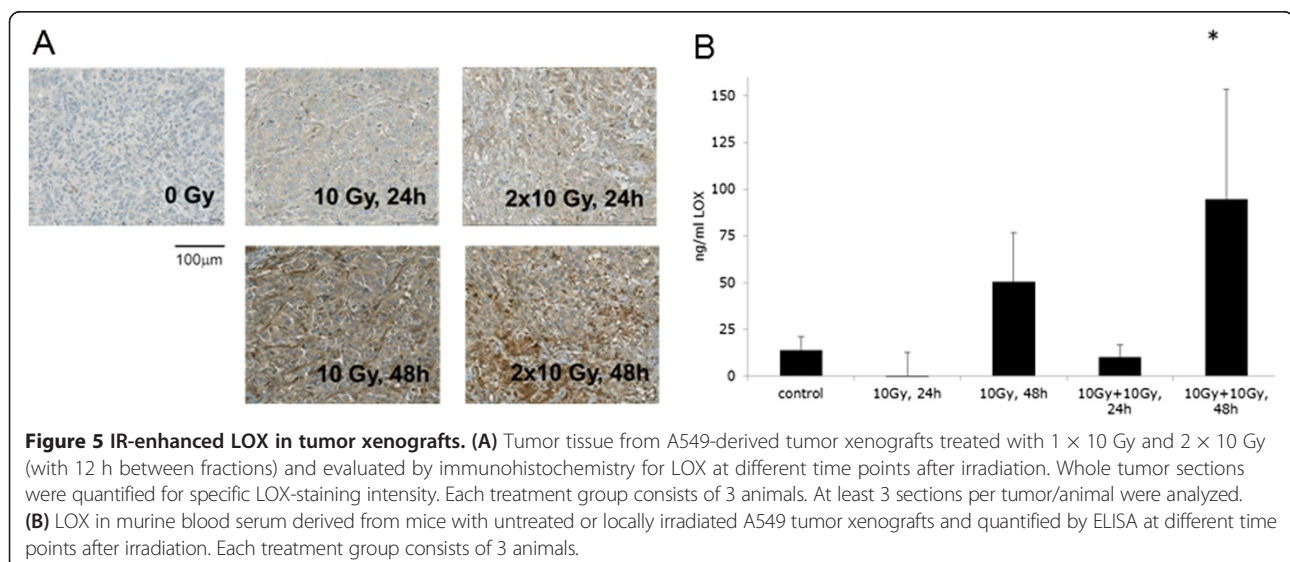 A
0 Gy
10 Gy, 24h
2x10 Gy, 24h
100μm
10 Gy, 48h
2x10 Gy, 48h
B
*
ng/ml LOX
150
125
100
75
50
25
0
control
10Gy, 24h
10Gy, 48h
10Gy+10Gy,
24h
10Gy+10Gy,
48h
Figure 5 IR-enhanced LOX in tumor xenografts. (A) Tumor tissue from A549-derived tumor xenografts treated with 1 × 10 Gy and 2 × 10 Gy
(with 12 h between fractions) and evaluated by immunohistochemistry for LOX at different time points after irradiation. Whole tumor sections
were quantified for specific LOX-staining intensity. Each treatment group consists of 3 animals. At least 3 sections per tumor/animal were analyzed.
(B) LOX in murine blood serum derived from mice with untreated or locally irradiated A549 tumor xenografts and quantified by ELISA at different time
points after irradiation. Each treatment group consists of 3 animals.